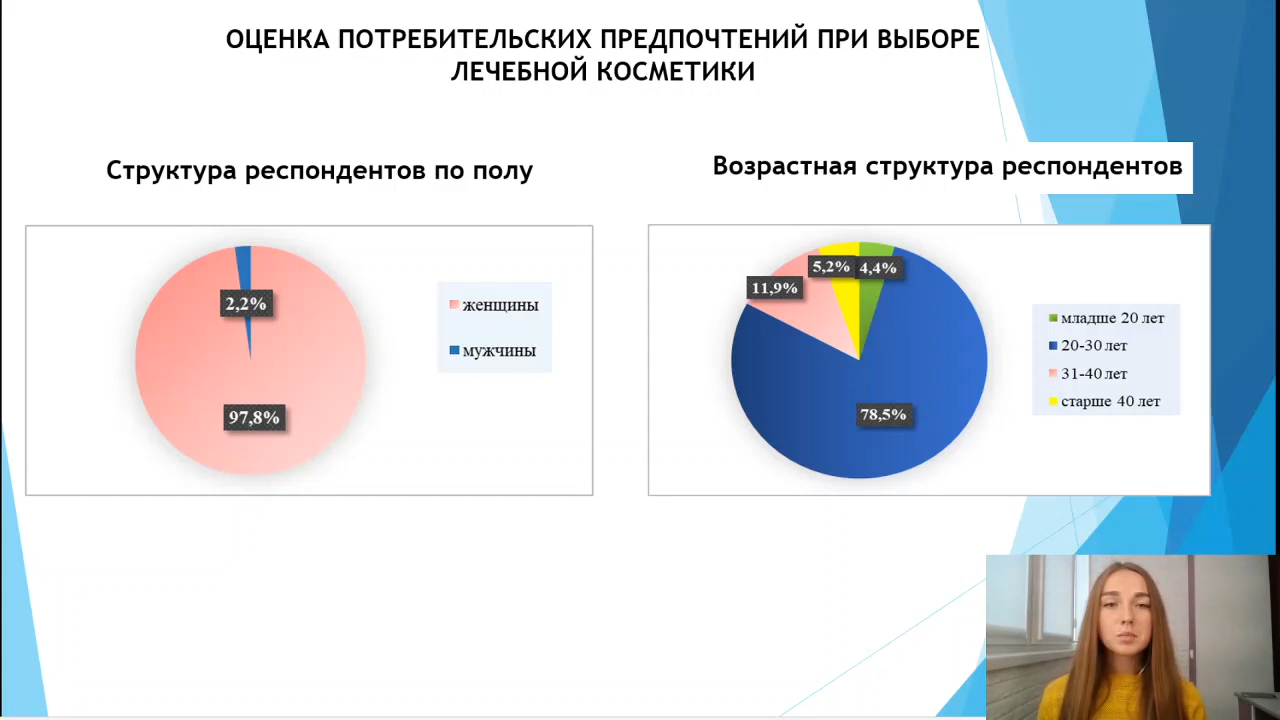 ОЦЕНКА ПОТРЕБИТЕЛЬСКИХ ПРЕДПОЧТЕНИЙ ПРИ ВЫБОРЕ
ЛЕЧЕБНОЙ КОСМЕТИКИ
Структура респондентов по полу
2,2%
97,8%
женщины
мужчины
Возрастная структура респондентов
5,2%
4,4%
11,9%
78,5%
младше 20 лет
20-30 лет
31-40 лет
старше 40 лет